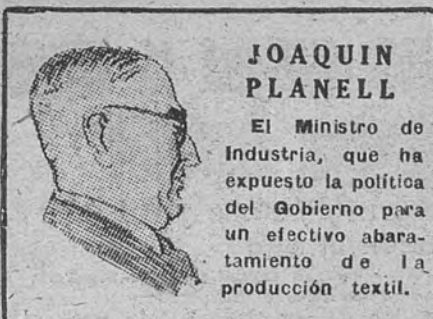 JOAQUIN
PLANELL
El Ministro de
Industria, que ha
expuesto la política
del Gobierno para
un efectivo abara-
tamiento de la
producción textil.